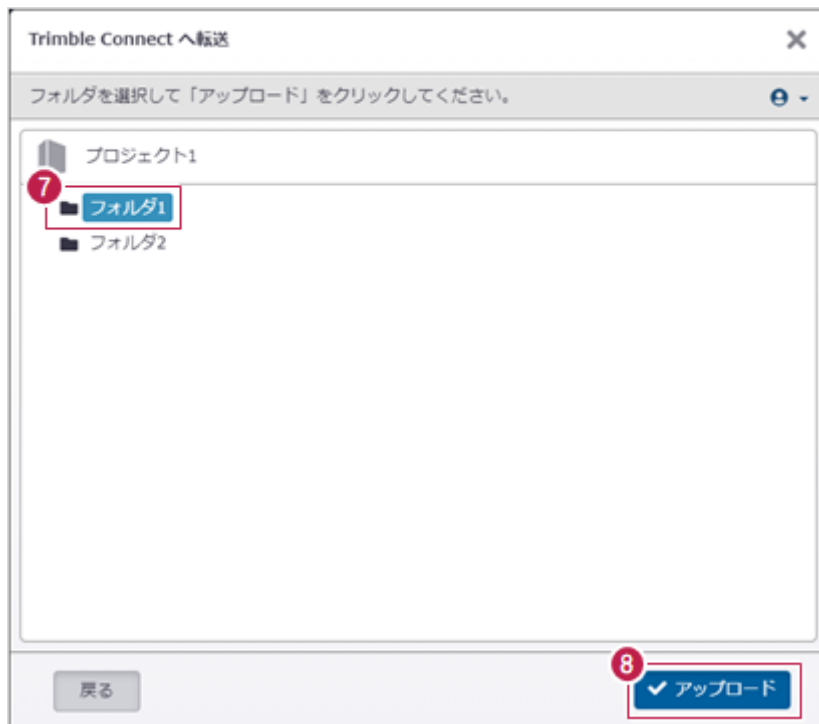 Trimble Connect へ転送
フォルダを選択して「アップロード」をクリックしてください。
プロジェクト1
7
フォルダ1
フォルダ2
8
戻る
アップロード